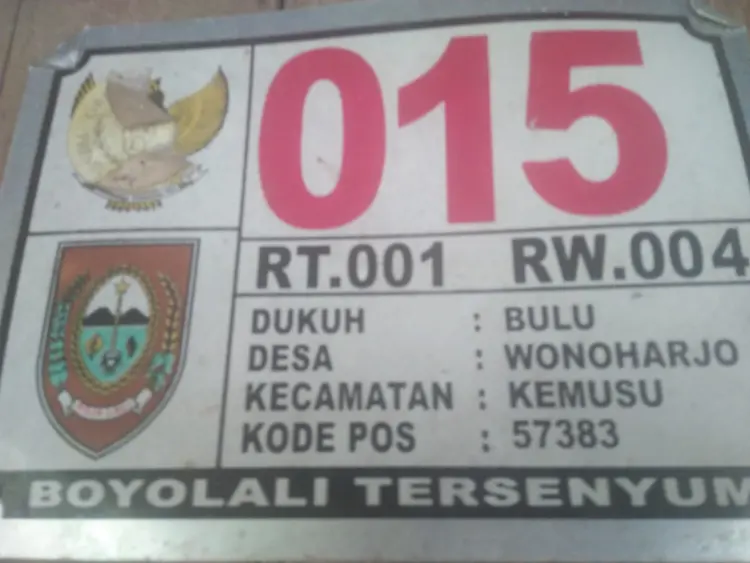 015
RT.001 RW.004
DUKUH : BULU
DESA : WONOHARJO
KECAMATAN : KEMUSU
KODE POS : 57383
BOYOLALI TERSENYUM